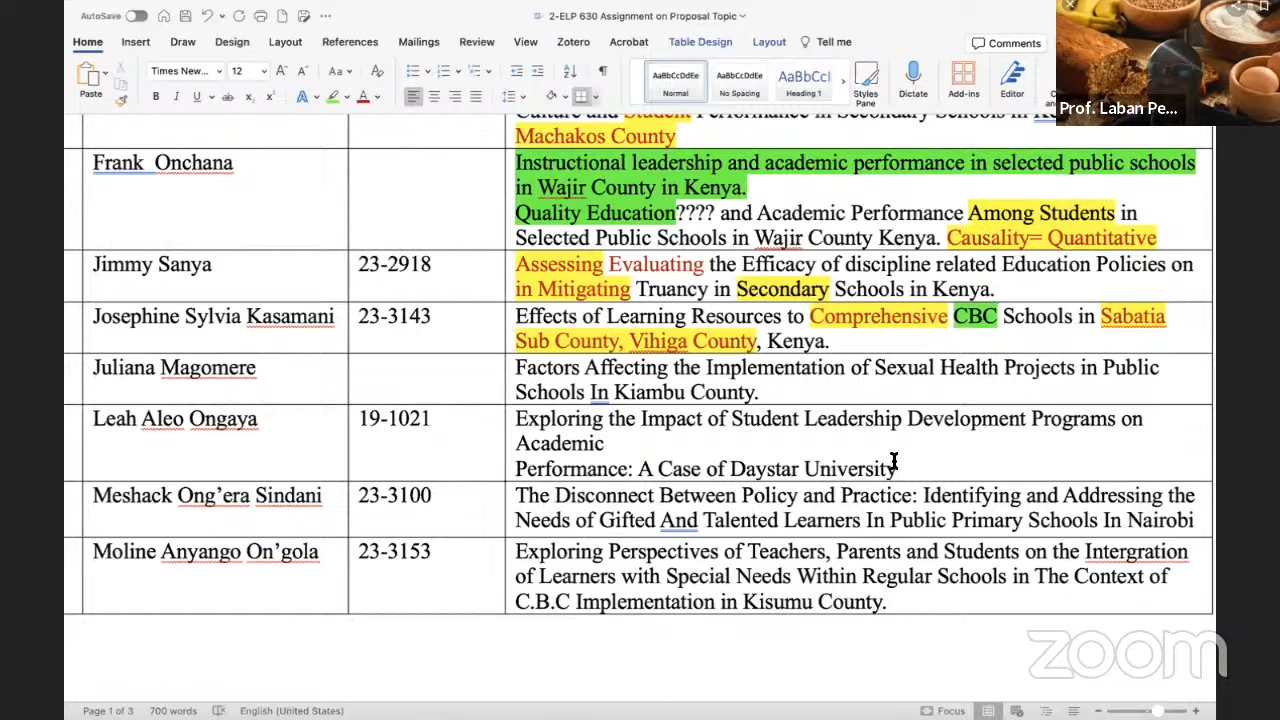 AutoSave
2-ELP 630 Assignment on Proposal Topic
Home Insert Draw Design Layout References Mailings Review View Zotero Acrobat Table Design Layout Tell me
Comments
Paste
Times New... 12
AaBbCcDdEe
Normal
AaBbCcDdEe
No Spacing
AaBbCcI
Heading 1
Styles
Pane
Dictate
Add-ins
Editor
Prof. Laban Pe...
Culture and Student Performance in Secondary Schools in
Machakos County
Frank Onchana
Instructional leadership and academic performance in selected public schools
in Wajir County in Kenya.
Quality Education???? and Academic Performance Among Students in
Selected Public Schools in Wajir County Kenya. Causality= Quantitative
Jimmy Sanya
23-2918
Assessing Evaluating the Efficacy of discipline related Education Policies on
in Mitigating Truancy in Secondary Schools in Kenya.
Josephine Sylvia Kasamani
23-3143
Effects of Learning Resources to Comprehensive CBC Schools in Sabatia
Sub County, Vihiga County, Kenya.
Juliana Magomere
Factors Affecting the Implementation of Sexual Health Projects in Public
Schools In Kiambu County.
Leah Aleo Ongaya
19-1021
Exploring the Impact of Student Leadership Development Programs on
Academic
Performance: A Case of Daystar University
Meshack Ong’era Sindani
23-3100
The Disconnect Between Policy and Practice: Identifying and Addressing the
Needs of Gifted And Talented Learners In Public Primary Schools In Nairobi
Moline Anyango On’gola
23-3153
Exploring Perspectives of Teachers, Parents and Students on the Intergration
of Learners with Special Needs Within Regular Schools in The Context of
C.B.C Implementation in Kisumu County.
zoom
Page 1 of 3 700 words English (United States) Focus